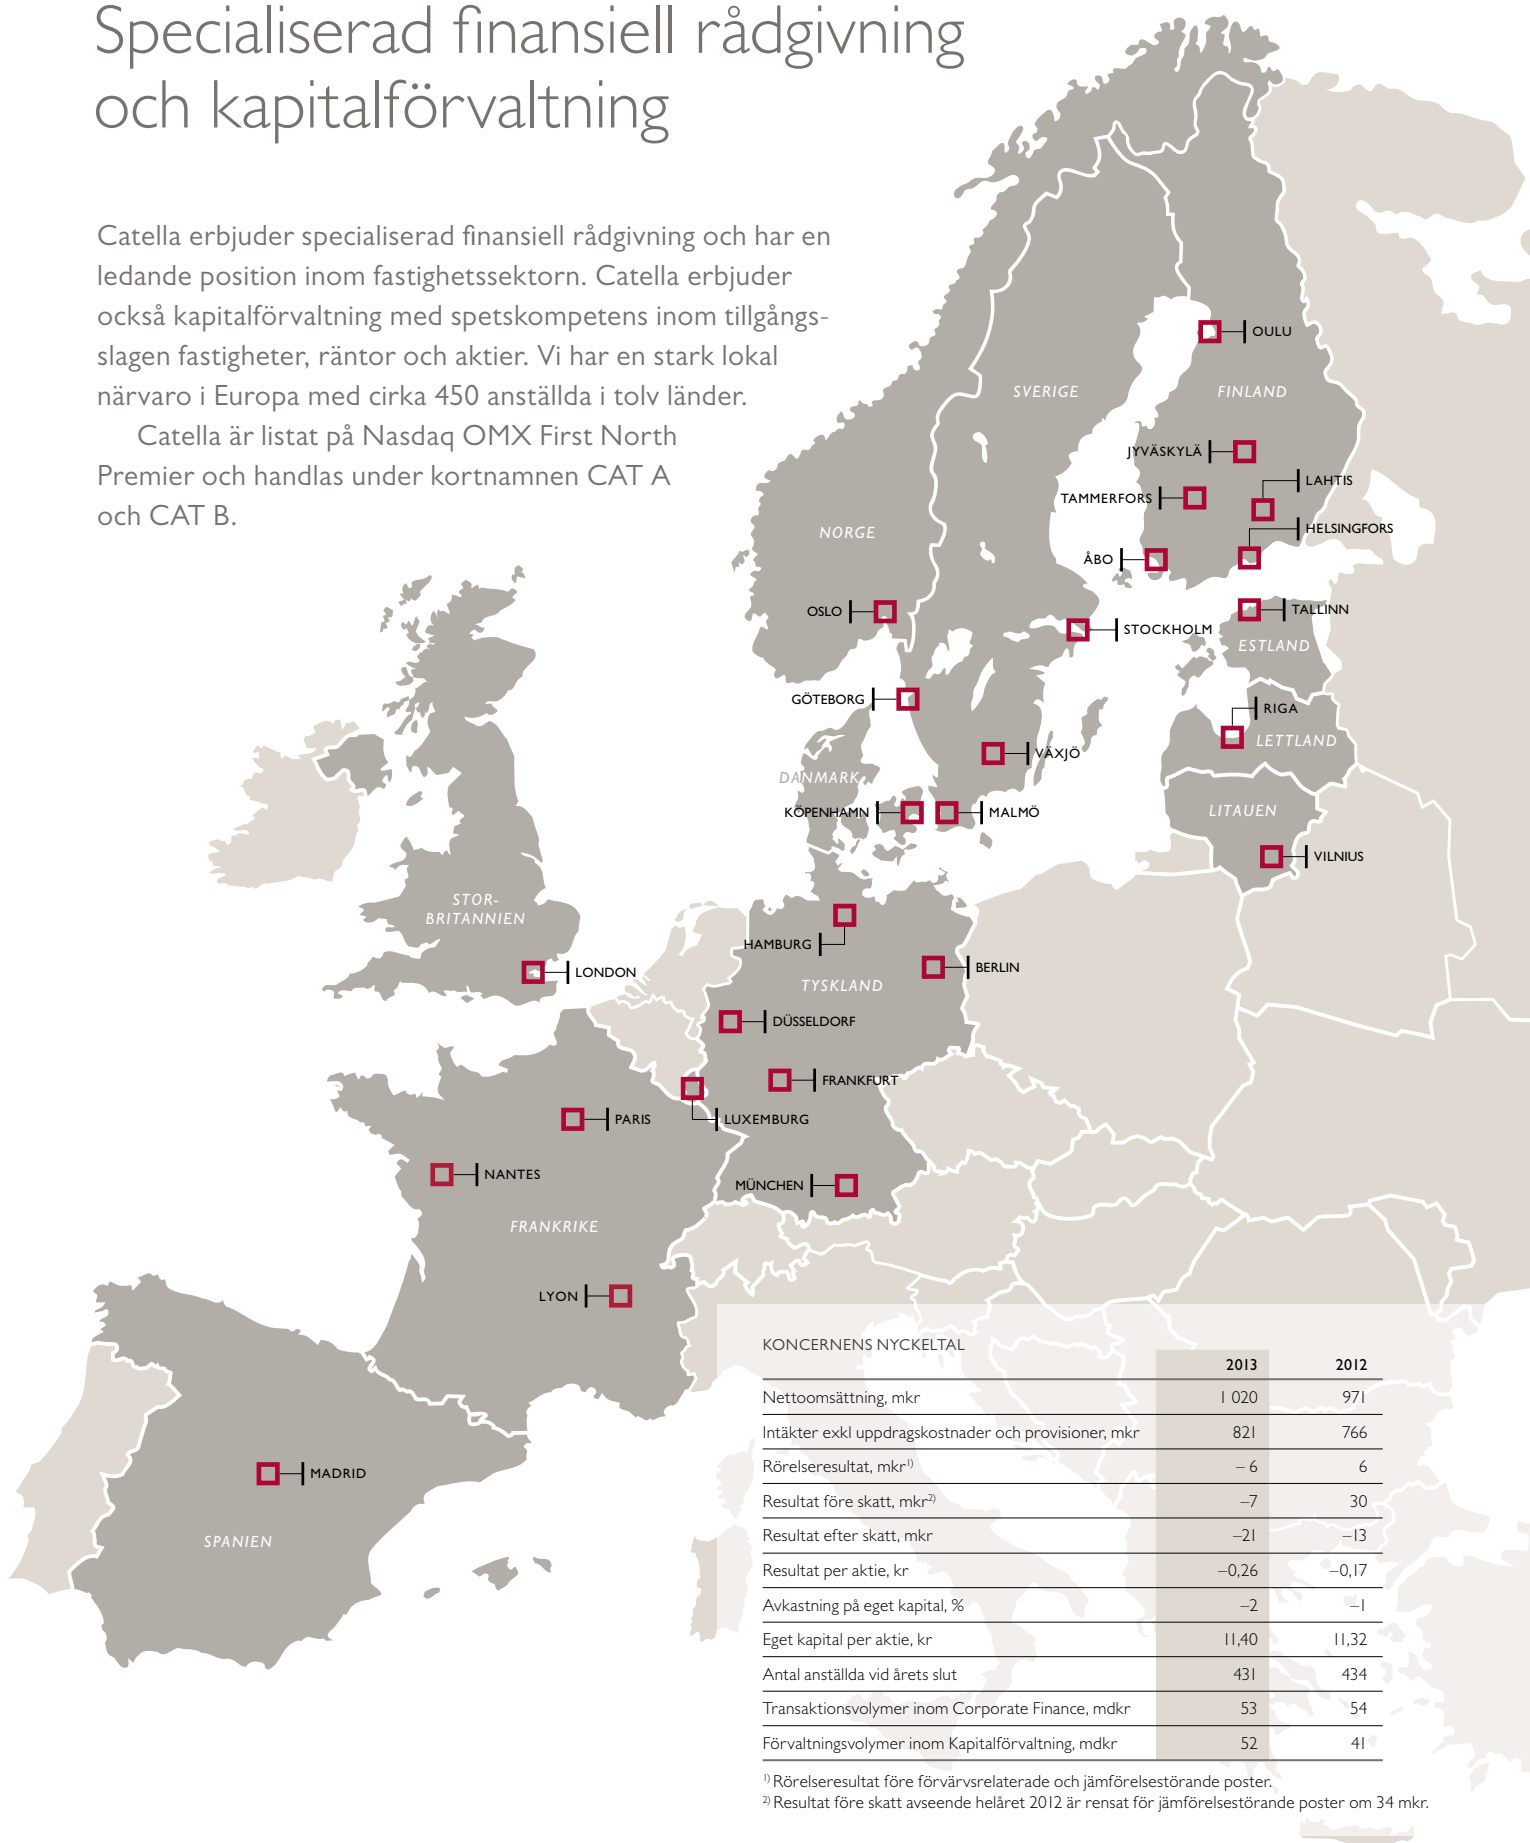 Specialiserad finansiell rådgivning
och kapitalförvaltning
Catella erbjuder specialiserad finansiell rådgivning och har en
ledande position inom fastighetssektorn. Catella erbjuder
också kapitalförvaltning med spetskompetens inom tillgångs-
slagen fastigheter, räntor och aktier. Vi har en stark lokal
närvaro i Europa med cirka 450 anställda i tolv länder.
Catella är listat på Nasdaq OMX First North
Premier och handlas under kortnamnen CAT A
och CAT B.
OULU
SVERIGE
FINLAND
JYVÄSKYLÄ
LAHTIS
TAMMERFORS
HELSINGFORS
NORGE
ÅBO
OSLO
TALLINN
STOCKHOLM
ESTLAND
GÖTEBORG
RIGA
LETTLAND
VÄXJÖ
DANMARK
KÖPENHAMN
MALMÖ
LITAUEN
VILNIUS
STOR-
BRITANNIEN
HAMBURG
LONDON
BERLIN
TYSKLAND
DÜSSELDORF
FRANKFURT
PARIS
LUXEMBURG
NANTES
MÜNCHEN
FRANKRIKE
LYON
MADRID
SPANIEN
KONCERNENS NYCKELTAL
2013 2012
Nettoomsättning, mkr 1 020 971
Intäkter exkl uppdragskostnader och provisioner, mkr 821 766
Rörelseresultat, mkr1) – 6 6
Resultat före skatt, mkr2) –7 30
Resultat efter skatt, mkr –21 –13
Resultat per aktie, kr –0,26 –0,17
Avkastning på eget kapital, % –2 –1
Eget kapital per aktie, kr 11,40 11,32
Antal anställda vid årets slut 431 434
Transaktionsvolymer inom Corporate Finance, mdkr 53 54
Förvaltningsvolymer inom Kapitalförvaltning, mdkr 52 41
1) Rörelseresultat före förvärvsrelaterade och jämförelsestörande poster.
2) Resultat före skatt avseende helåret 2012 är rensat för jämförelsestörande poster om 34 mkr.